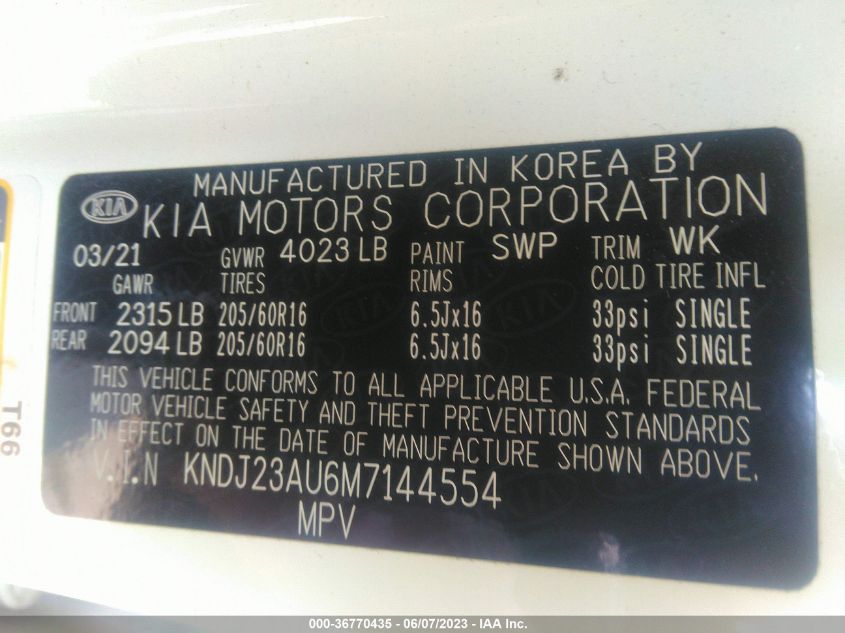 MANUFACTURED IN KOREA BY
KIA KIA MOTORS CORPORATION
03/21 GVWR 4023 LB PAINT SWP TRIM WK
GAWR TIRES RIMS COLD TIRE INFL
FRONT 2315 LB 205/60R16 6.5Jx16 33psi SINGLE
REAR 2094 LB 205/60R16 6.5Jx16 33psi SINGLE
THIS VEHICLE CONFORMS TO ALL APPLICABLE U.S.A. FEDERAL
MOTOR VEHICLE SAFETY AND THEFT PREVENTION STANDARDS
IN EFFECT ON THE DATE OF MANUFACTURE SHOWN ABOVE.
V.I.N KNDJ23AU6M7144554
MPV
T66
000-36770435 - 06/07/2023 - IAA Inc.